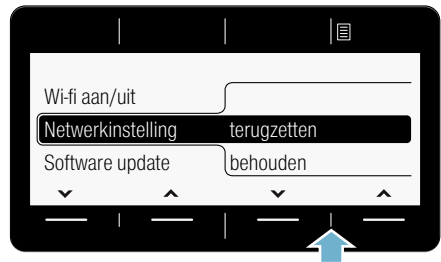 Wi-fi aan/uit
Netwerkinstelling terugzetten
Software update behouden